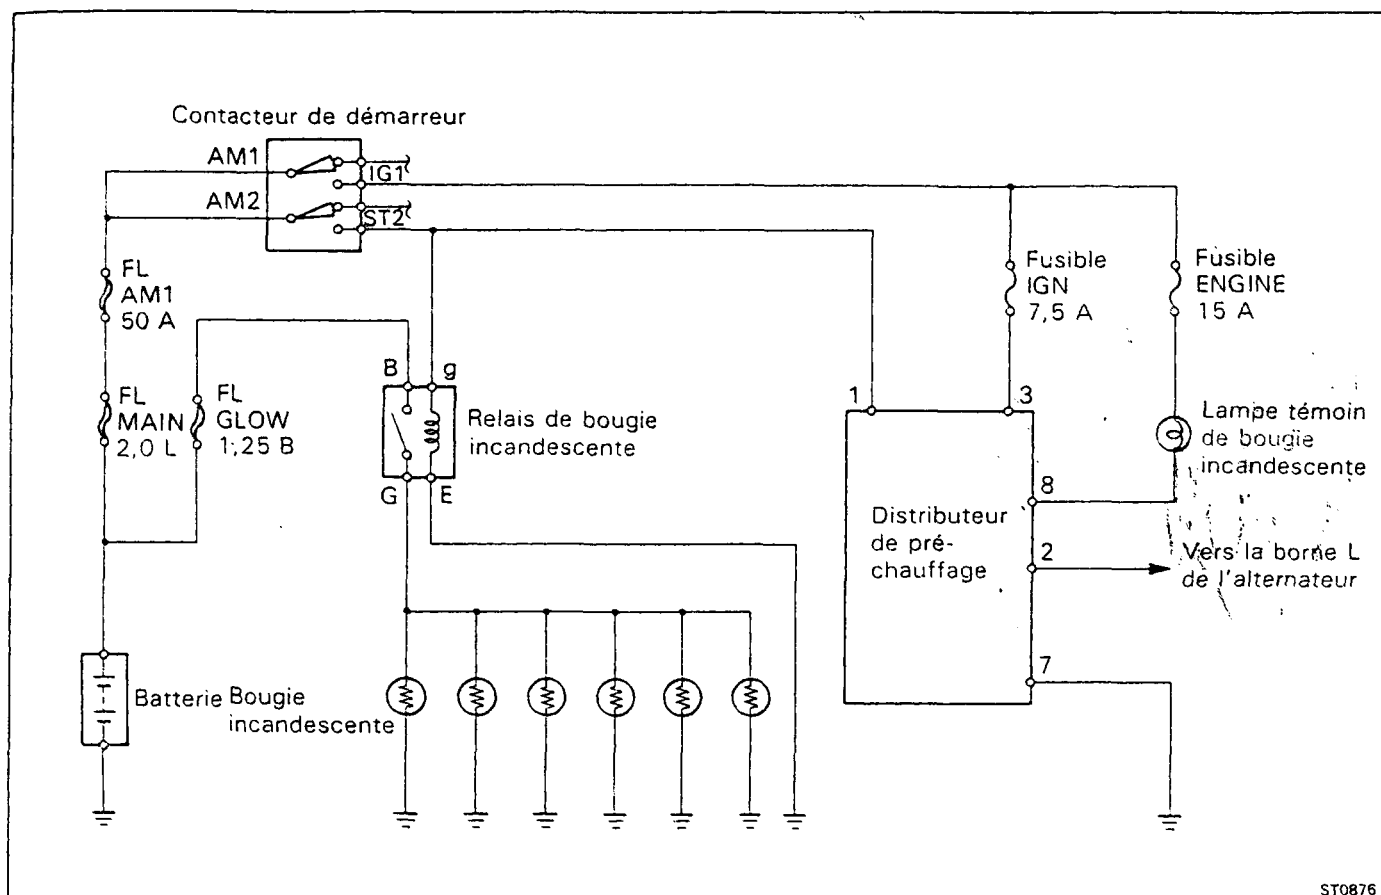 Contacteur de démarreur
AM1
IG1
AM2
ST2
FL
AM1
50 A
Fusible
IGN
7,5 A
Fusible
ENGINE
15 A
FL
MAIN
2,0 L
FL
GLOW
1,25 B
B
g
Relais de bougie
incandescente
G
E
1
3
Lampe témoin
de bougie
incandescente
8
Distributeur
de pré-
chauffage
2
Vers la borne L
de l'alternateur
7
Batterie
Bougie
incandescente
ST0876